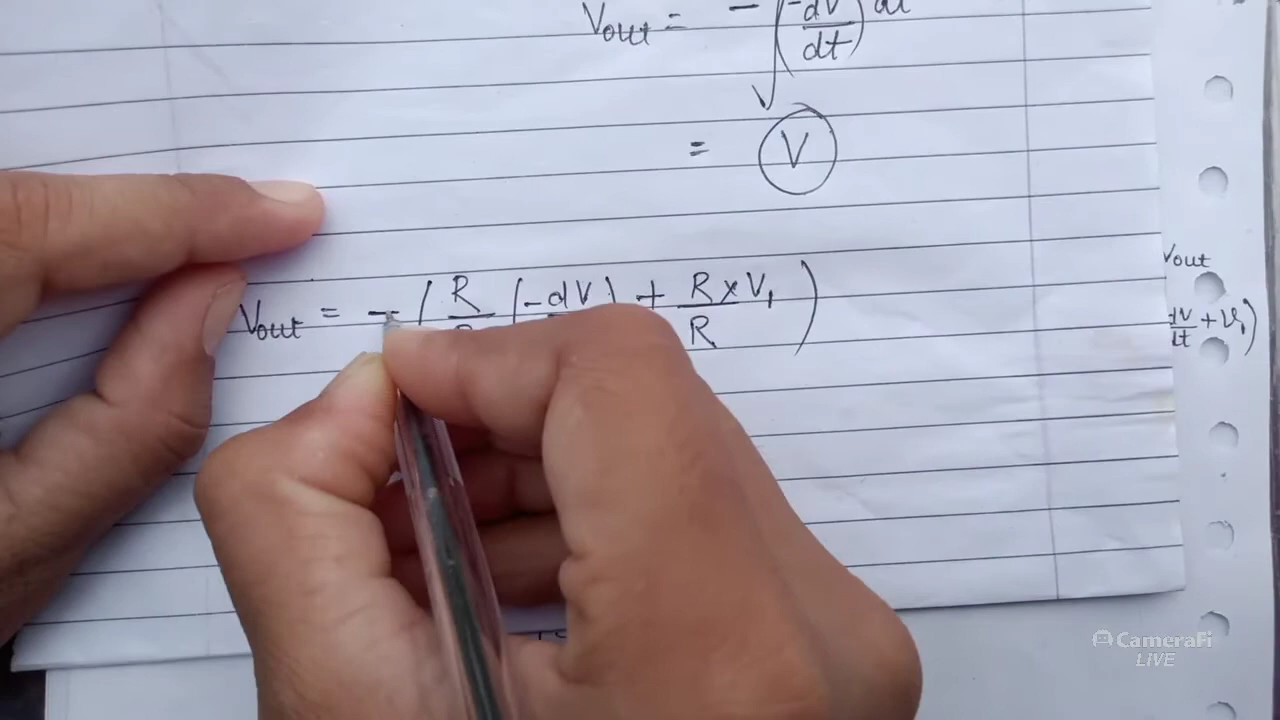 Vout = - ∫(-dV/dt) dt
= V
Vout = - ( R/R (-dV + R×V₁/R )
Vout
dV/dt + V₁)
CameraFi
LIVE